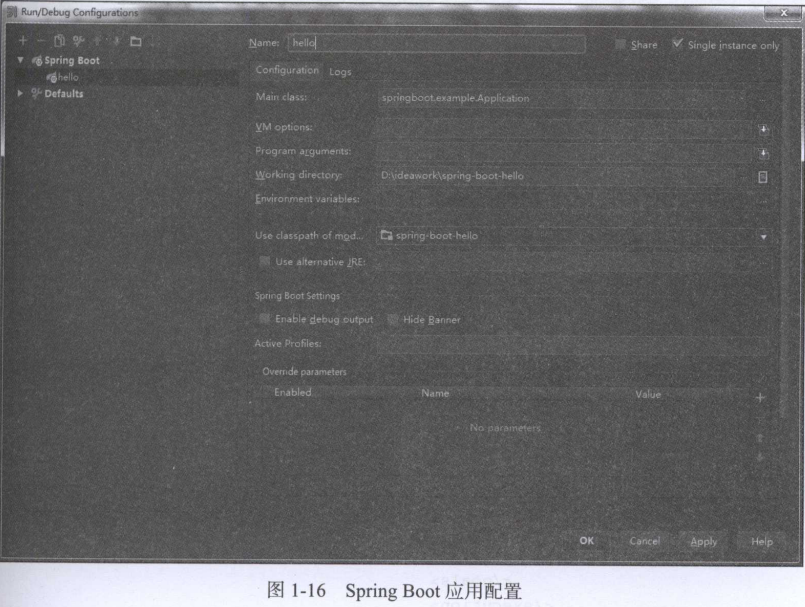 Run/Debug Configurations
Name: hello
Share
Single instance only
Spring Boot
hello
Defaults
Configuration Logs
Main class: springboot.example.Application
VM options:
Program arguments:
Working directory: D:\ideawork\spring-boot-hello
Environment variables:
Use classpath of mod... spring-boot-hello
Use alternative JRE:
Spring Boot Settings
Enable debug output Hide Banner
Active Profiles:
Override parameters
Enabled Name Value
No parameters
OK Cancel Apply Help
图 1-16 Spring Boot 应用配置